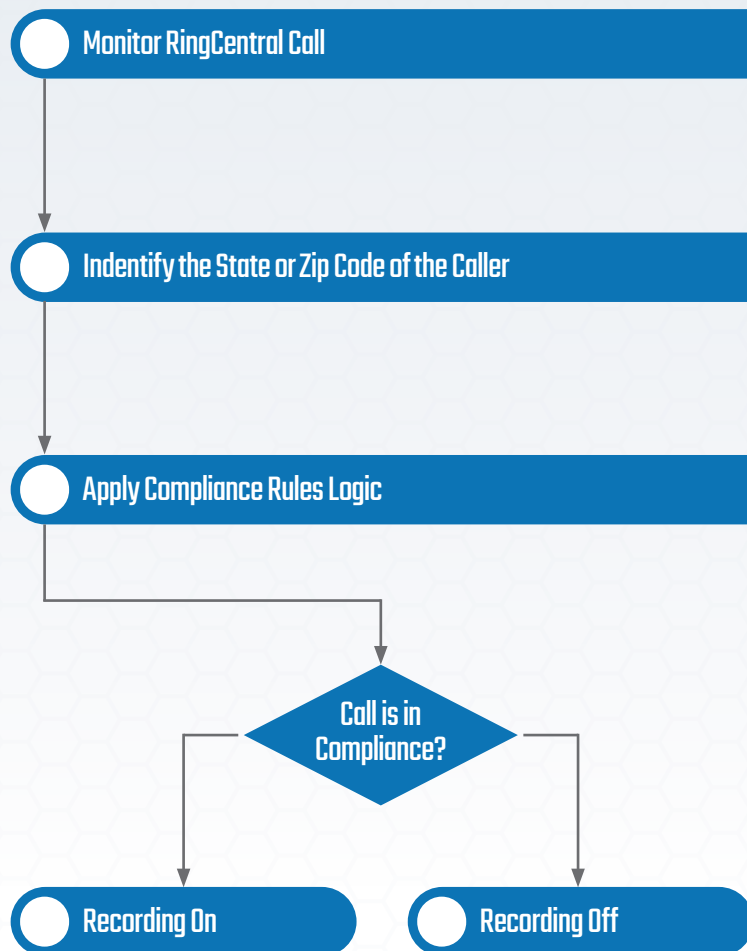 Monitor RingCentral Call
Indentify the State or Zip Code of the Caller
Apply Compliance Rules Logic
Call is in
Compliance?
Recording On
Recording Off